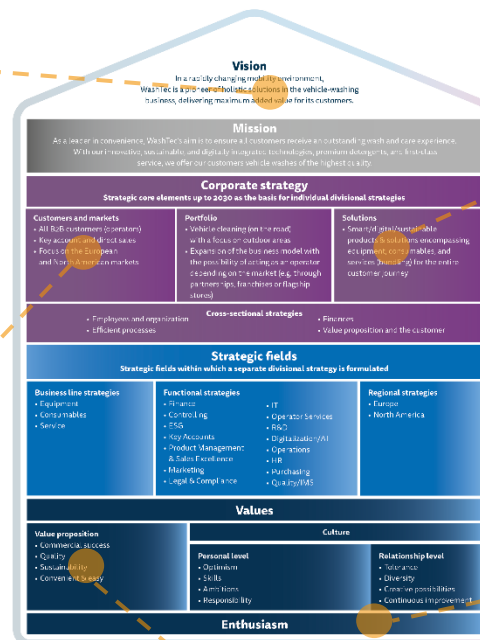 Vision
In a rapidly changing mobility environment,
WashTec is a pioneer of holistic solutions in the vehicle-washing
business, delivering maximum added value for its customers.
Mission
As a leader in convenience, WashTec's aim is to ensure all customers receive an outstanding wash and care experience.
With our innovative, sustainable, and digitally integrated technologies, premium detergents, and first-class
service, we offer our customers vehicle washes of the highest quality.
Corporate strategy
Strategic core elements up to 2030 as the basis for individual divisional strategies
Customers and markets
• All B2B customers (operators)
• Key account and direct sales
• Focus on the European
and North American markets
Portfolio
• Vehicle cleaning (on the road)
with a focus on outdoor areas
• Expansion of the business model with
the possibility of acting as an operator
depending on the market (e.g. through
partnerships, franchises or flagship
stores)
Solutions
• Smart/digital/sustainable
products & solutions encompassing
equipment, consumables, and
services (bundling) for the entire
customer journey
Cross-sectional strategies
• Employees and organization
• Efficient processes
• Finances
• Value proposition and the customer
Strategic fields
Strategic fields within which a separate divisional strategy is formulated
Business line strategies
• Equipment
• Consumables
• Service
Functional strategies
• Finance
• Controlling
• ESG
• Key Accounts
• Product Management
& Sales Excellence
• Marketing
• Legal & Compliance
• IT
• Operator Services
• R&D
• Digitalization/AI
• Operations
• HR
• Purchasing
• Quality/IMS
Regional strategies
• Europe
• North America
Values
Value proposition
• Commercial success
• Quality
• Sustainability
• Convenient & easy
Culture
Personal level
• Optimism
• Skills
• Ambitions
• Responsibility
Relationship level
• Tolerance
• Diversity
• Creative possibilities
• Continuous improvement
Enthusiasm